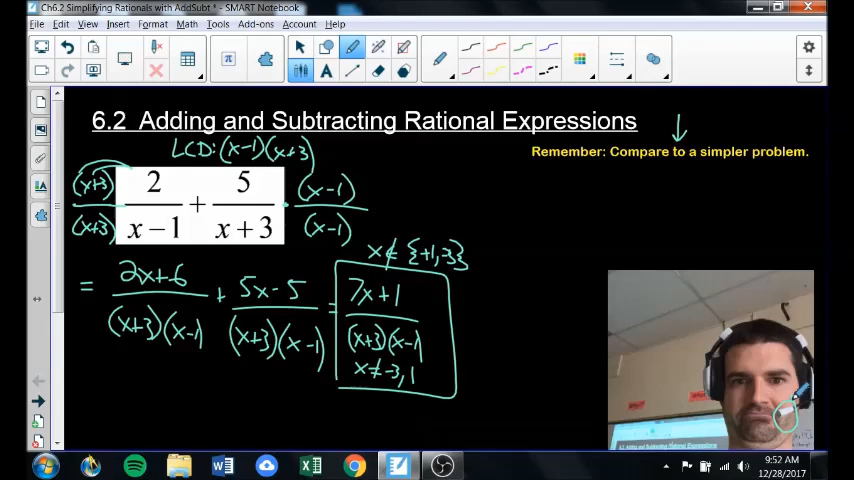 Ch6.2 Simplifying Rationals with AddSubt * - SMART Notebook
File Edit View Insert Format Math Tools Add-ons Account Help
6.2 Adding and Subtracting Rational Expressions
Remember: Compare to a simpler problem.
LCD: (x-1)(x+3)
(x+3)/(x+3) 2/(x-1) + 5/(x+3) · (x-1)/(x-1)
x ∉ {+1,-3}
= (2x+6)/((x+3)(x-1)) + (5x-5)/((x+3)(x-1)) = (7x+1)/((x+3)(x-1))
x≠-3,1
9:52 AM
12/28/2017